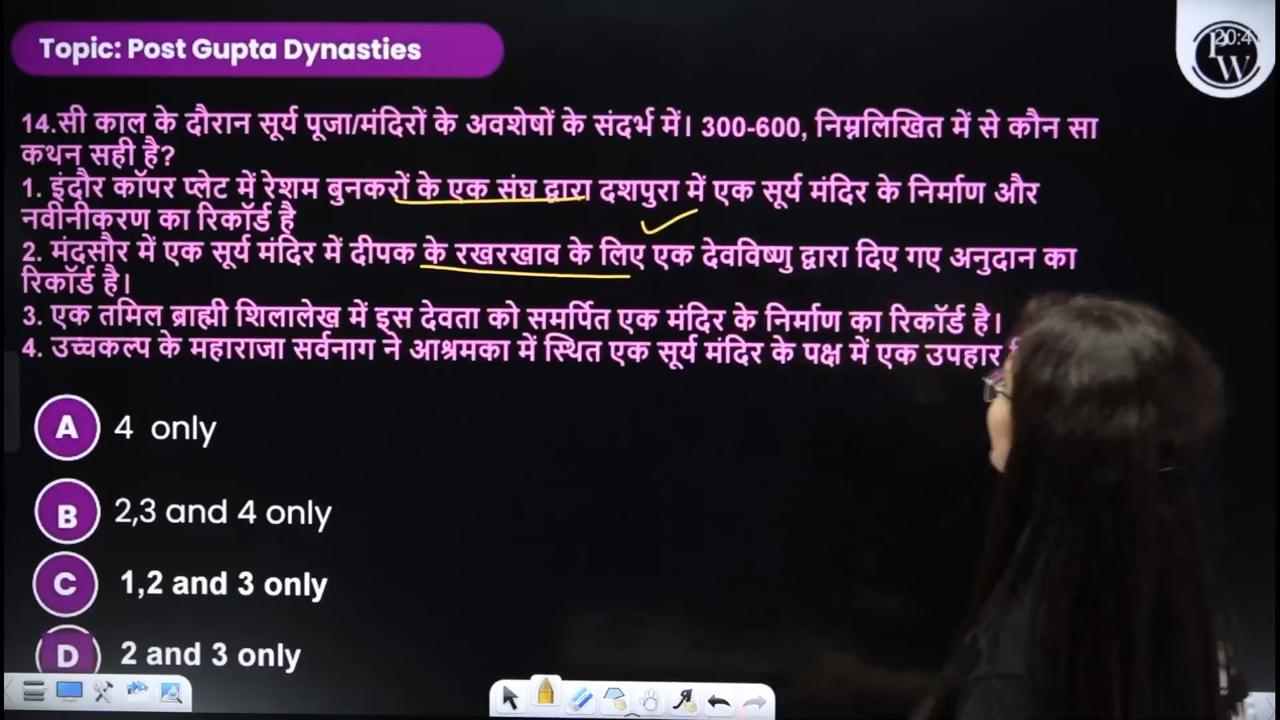 Topic: Post Gupta Dynasties
20:4
PW
14.सी काल के दौरान सूर्य पूजा/मंदिरों के अवशेषों के संदर्भ में। 300-600, निम्नलिखित में से कौन सा
कथन सही है?
1. इंदौर कॉपर प्लेट में रेशम बुनकरों के एक संघ द्वारा दशपुरा में एक सूर्य मंदिर के निर्माण और
नवीनीकरण का रिकॉर्ड है
2. मंदसौर में एक सूर्य मंदिर में दीपक के रखरखाव के लिए एक देवविष्णु द्वारा दिए गए अनुदान का
रिकॉर्ड है।
3. एक तमिल ब्राह्मी शिलालेख में इस देवता को समर्पित एक मंदिर के निर्माण का रिकॉर्ड है।
4. उच्चकल्प के महाराजा सर्वनाग ने आश्रमका में स्थित एक सूर्य मंदिर के पक्ष में एक उपहार
A 4 only
B 2,3 and 4 only
C 1,2 and 3 only
D 2 and 3 only